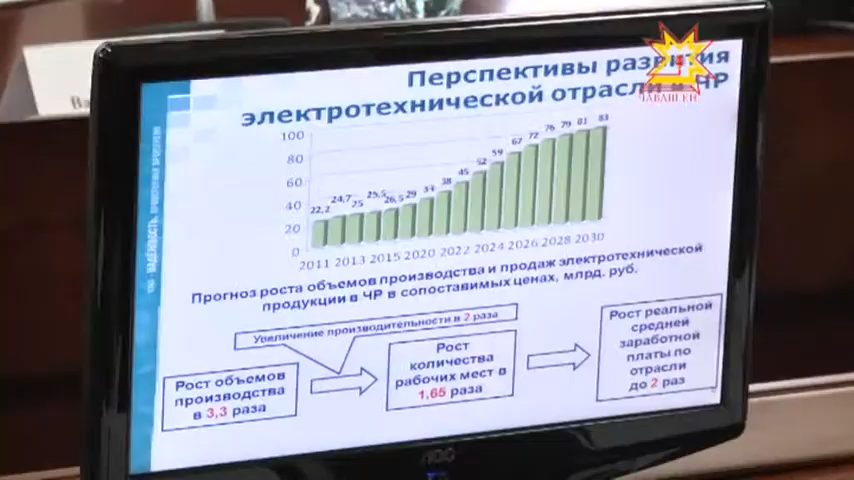 Перспективы развития
электротехнической отрасли в ЧР
ЧӐВАШ ЕН
100
80
60
40
20
0
22,2 24,7 25 25,5 26,5 29 33 38 45 52 59 67 72 76 79 81 83
2011 2013 2015 2020 2022 2024 2026 2028 2030
Прогноз роста объемов производства и продаж электротехнической
продукции в ЧР в сопоставимых ценах, млрд. руб.
Увеличение производительности в 2 раза
Рост объемов
производства
в 3,3 раза
Рост
количества
рабочих мест в
1,65 раза
Рост реальной
средней
заработной
платы по
отрасли
до 2 раз
AOC